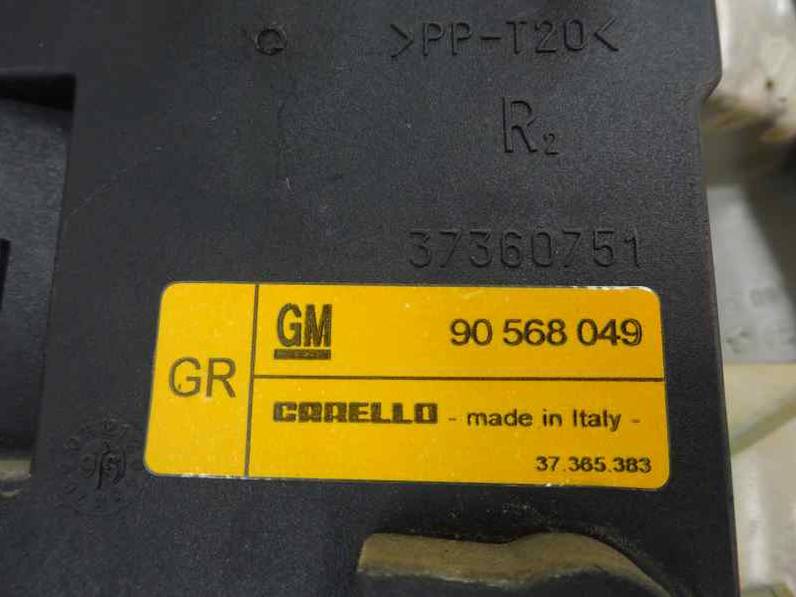 >PP-T20<
R2
37360751
GR
GM 90 568 049
CARELLO - made in Italy -
37.365.383